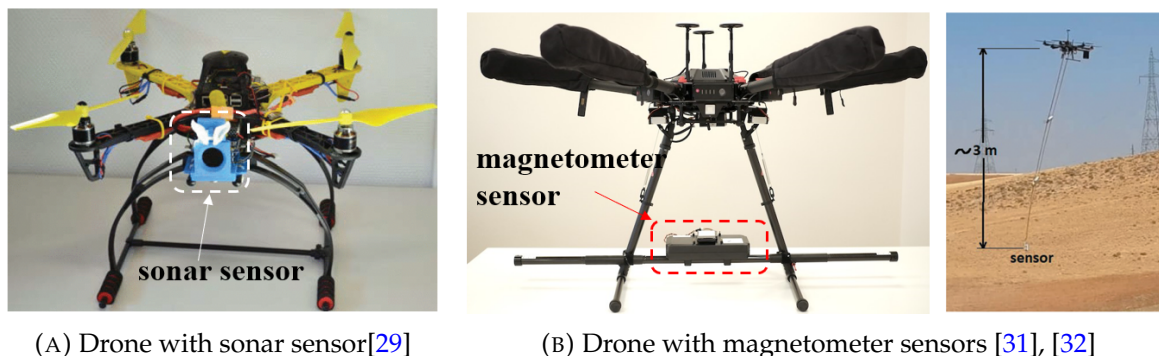 sonar sensor
magnetometer
sensor
~3 m
sensor
(A) Drone with sonar sensor[29]
(B) Drone with magnetometer sensors [31], [32]